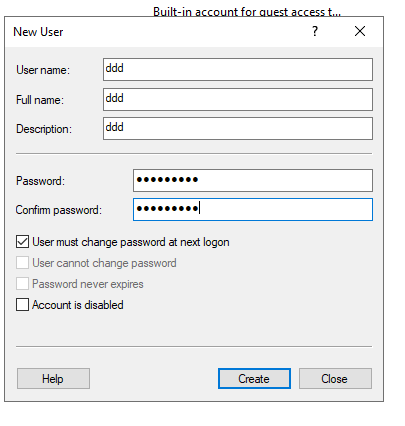 Built-in account for guest access t...
New User
?
User name: ddd
Full name: ddd
Description: ddd
Password: •••••••••
Confirm password: •••••••••
User must change password at next logon
User cannot change password
Password never expires
Account is disabled
Help Create Close